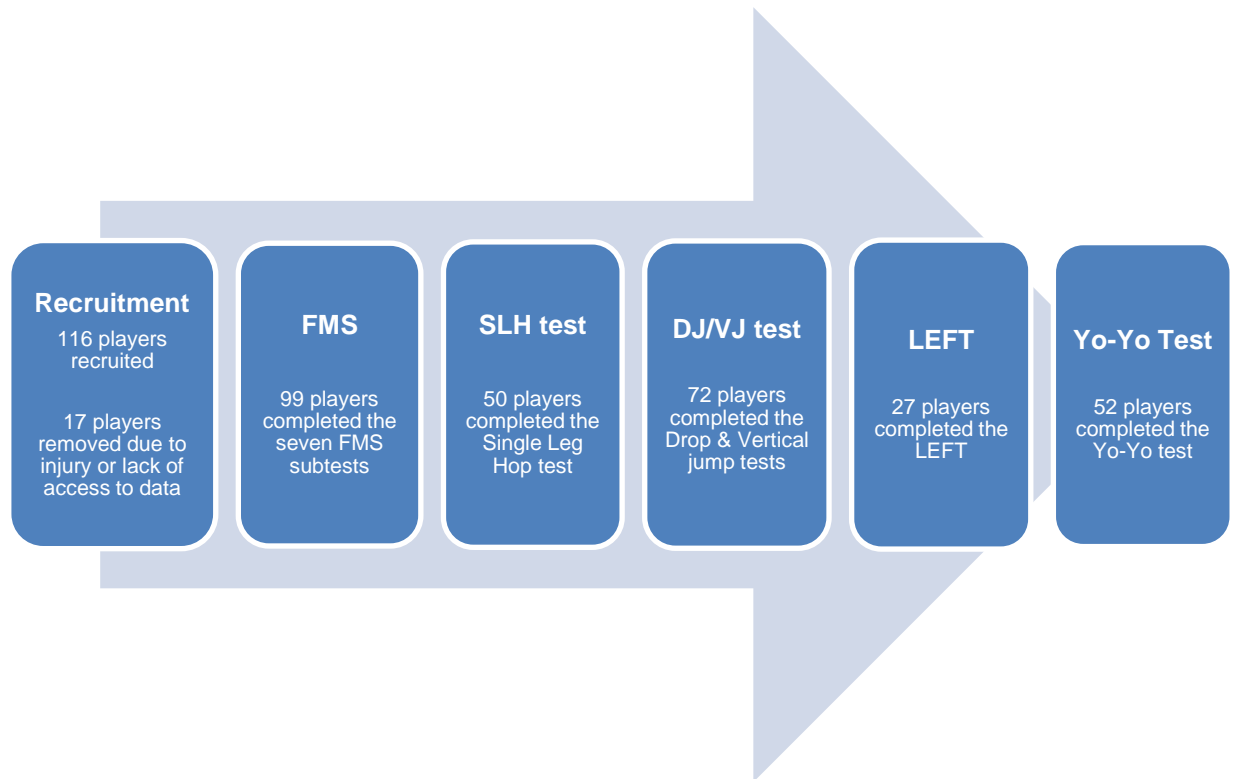 Recruitment
116 players
recruited
17 players
removed due to
injury or lack of
access to data
FMS
99 players
completed the
seven FMS
subtests
SLH test
50 players
completed the
Single Leg
Hop test
DJ/VJ test
72 players
completed the
Drop & Vertical
jump tests
LEFT
27 players
completed the
LEFT
Yo-Yo Test
52 players
completed the
Yo-Yo test